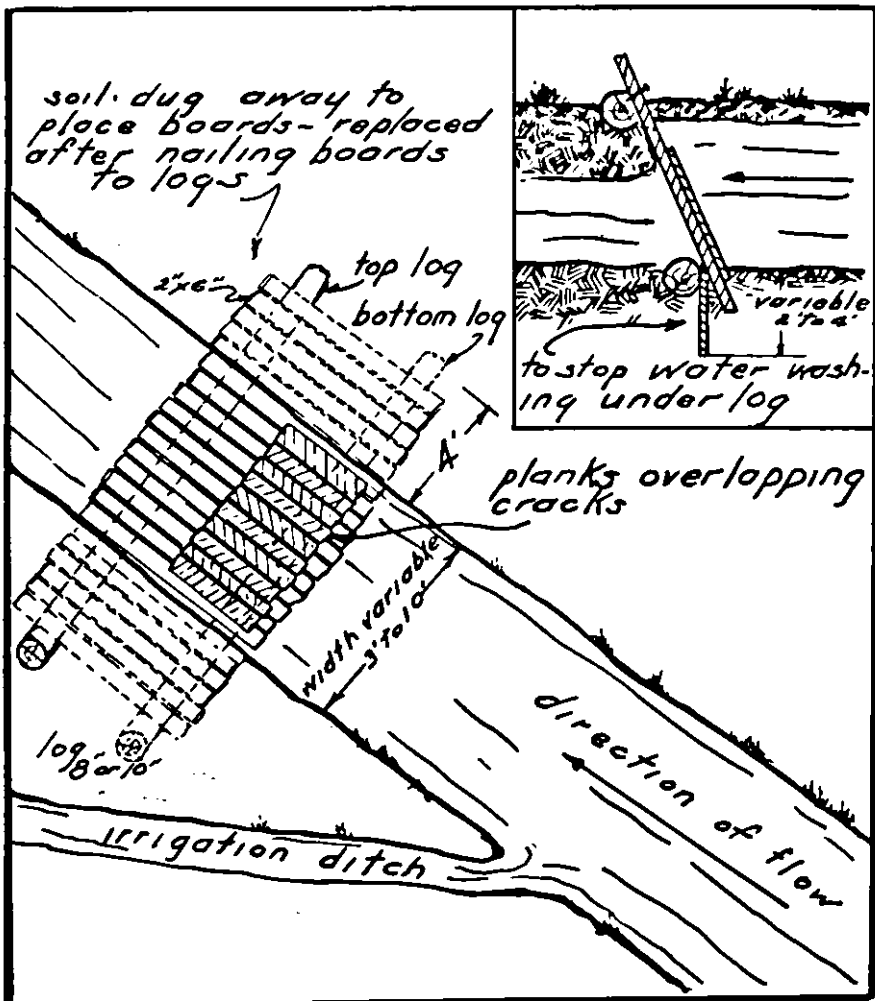 soil dug away to
place boards - replaced
after nailing boards
to logs
2"x6"
top log
bottom log
4'
planks overlapping
cracks
width variable
3' to 10'
log
8" or 10"
direction
of flow
irrigation ditch
variable
2' to 4'
to stop water wash-
ing under log